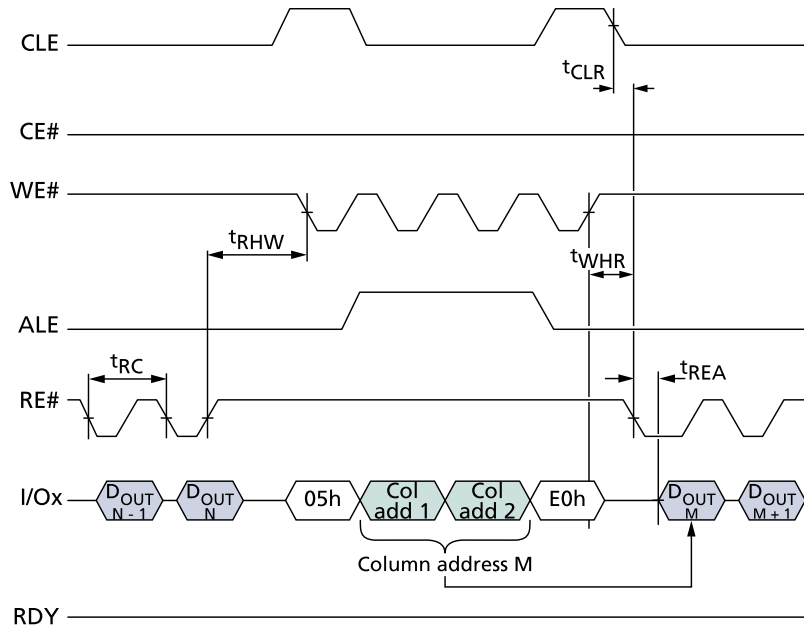 CLE
tCLR
CE#
WE#
tRHW
tWHR
ALE
tRC
tREA
RE#
I/Ox
DOUT
N - 1
DOUT
N
05h
Col
add 1
Col
add 2
E0h
DOUT
M
DOUT
M + 1
Column address M
RDY